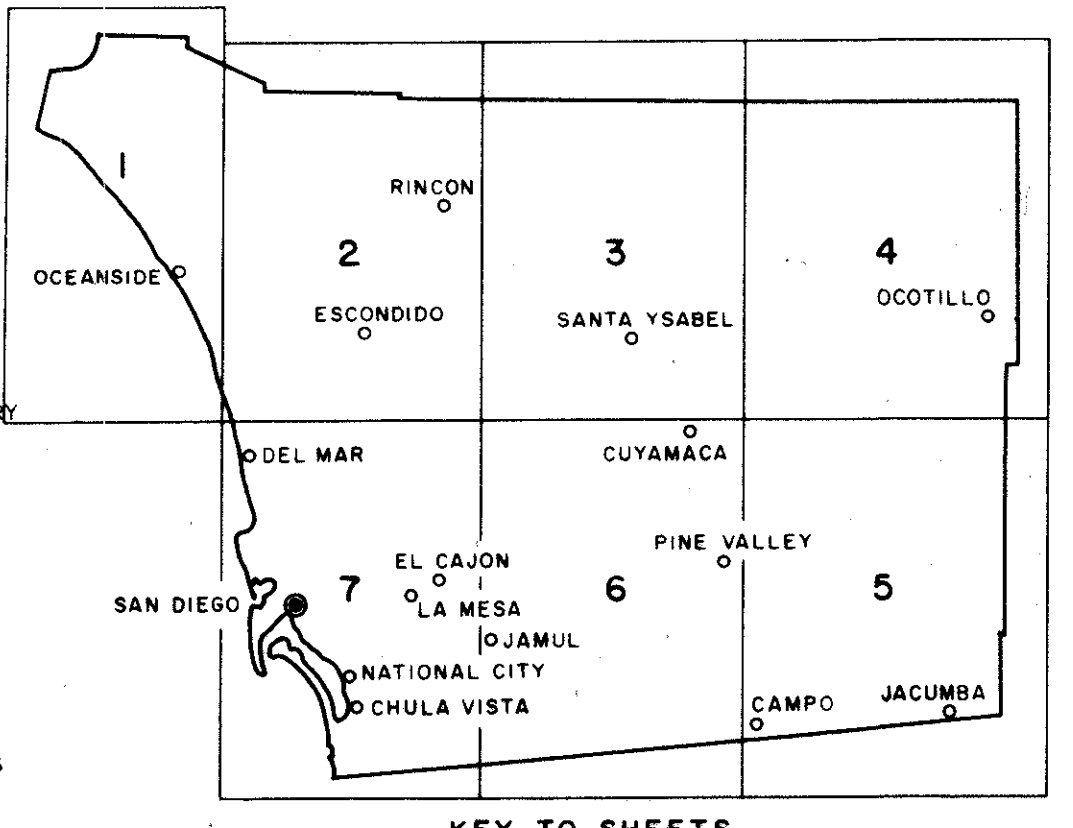 1
RINCON
2
3
4
OCEANSIDE
OCOTILLO
ESCONDIDO
SANTA YSABEL
RY
DEL MAR
CUYAMACA
PINE VALLEY
EL CAJON
SAN DIEGO
7
6
5
LA MESA
JAMUL
NATIONAL CITY
CHULA VISTA
CAMPO
JACUMBA
KEY TO SHEETS